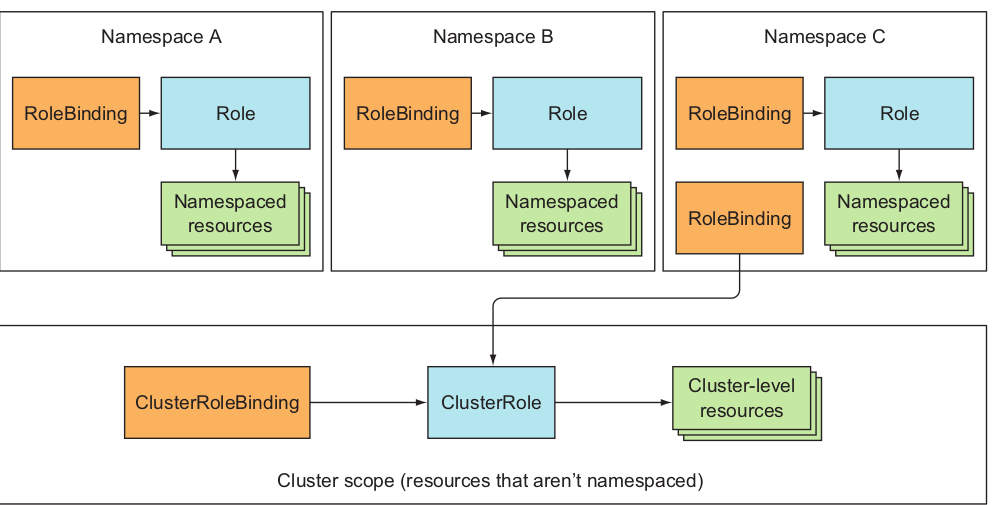 Namespace A
RoleBinding
Role
Namespaced
resources
Namespace B
RoleBinding
Role
Namespaced
resources
Namespace C
RoleBinding
Role
RoleBinding
Namespaced
resources
ClusterRoleBinding
ClusterRole
Cluster-level
resources
Cluster scope (resources that aren’t namespaced)